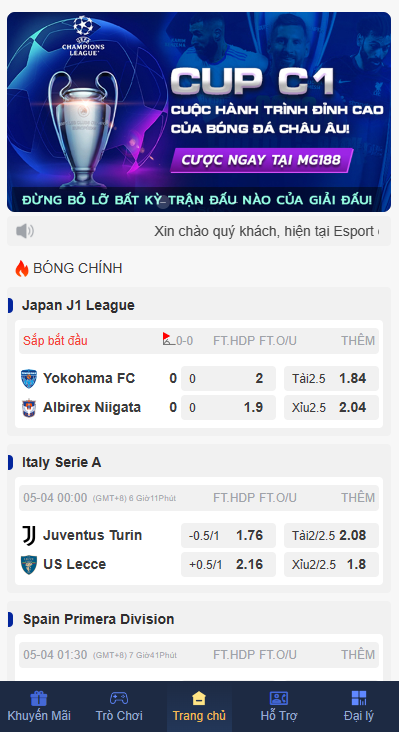 CHAMPIONS
LEAGUE
CUP C1
CUỘC HÀNH TRÌNH ĐỈNH CAO
CỦA BÓNG ĐÁ CHÂU ÂU!
CƯỢC NGAY TẠI MG188
ĐỪNG BỎ LỠ BẤT KỲ TRẬN ĐẤU NÀO CỦA GIẢI ĐẤU!
Xin chào quý khách, hiện tại Esport
BÓNG CHÍNH
Japan J1 League
Sắp bắt đầu 0-0 FT.HDP FT.O/U THÊM
Yokohama FC 0 0 2 Tài2.5 1.84
Albirex Niigata 0 0 1.9 Xỉu2.5 2.04
Italy Serie A
05-04 00:00 (GMT+8) 6 Giờ11Phút FT.HDP FT.O/U THÊM
Juventus Turin -0.5/1 1.76 Tài2/2.5 2.08
US Lecce +0.5/1 2.16 Xỉu2/2.5 1.8
Spain Primera Division
05-04 01:30 (GMT+8) 7 Giờ41Phút FT.HDP FT.O/U THÊM
Khuyến Mãi Trò Chơi Trang chủ Hỗ Trợ Đại lý